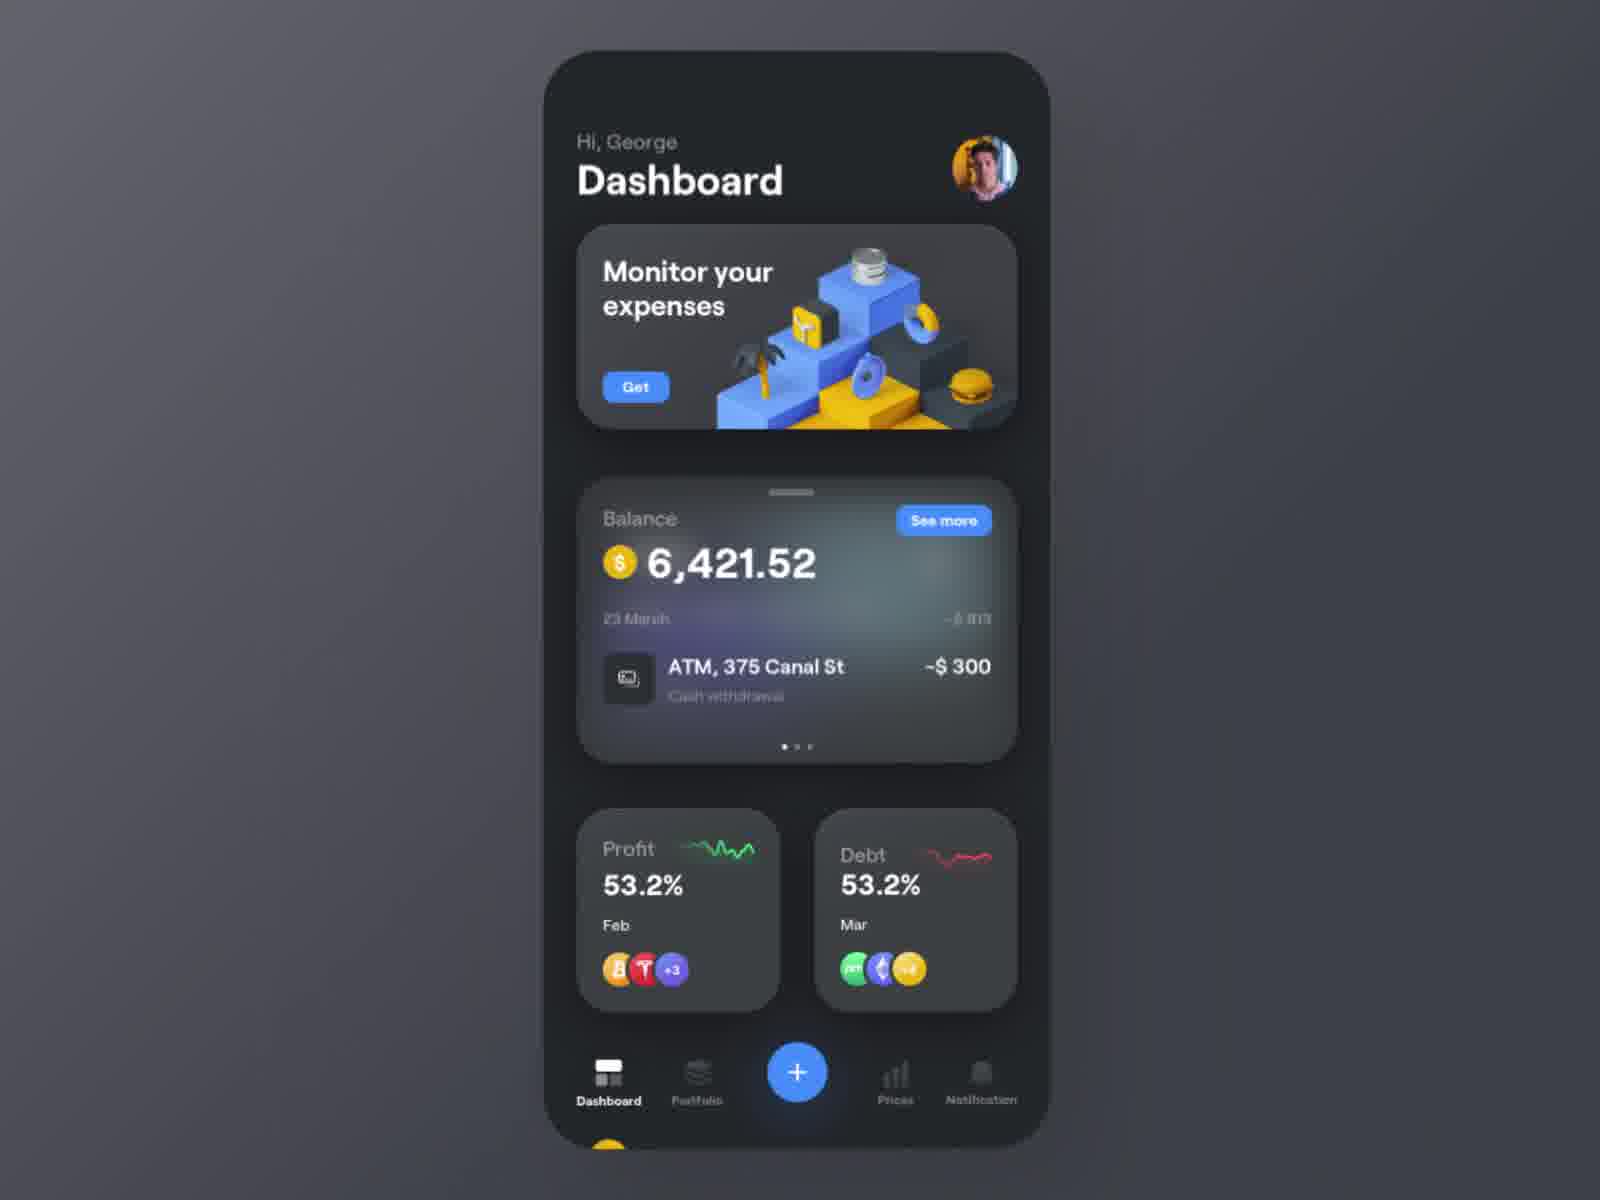 Hi, George
Dashboard
Monitor your
expenses
Get
Balance
See more
$ 6,421.52
23 March
~$ 813
ATM, 375 Canal St
~$ 300
Cash withdrawal
Profit
53.2%
Feb
+3
Debt
53.2%
Mar
Dashboard
Portfolio
+
Prices
Notification